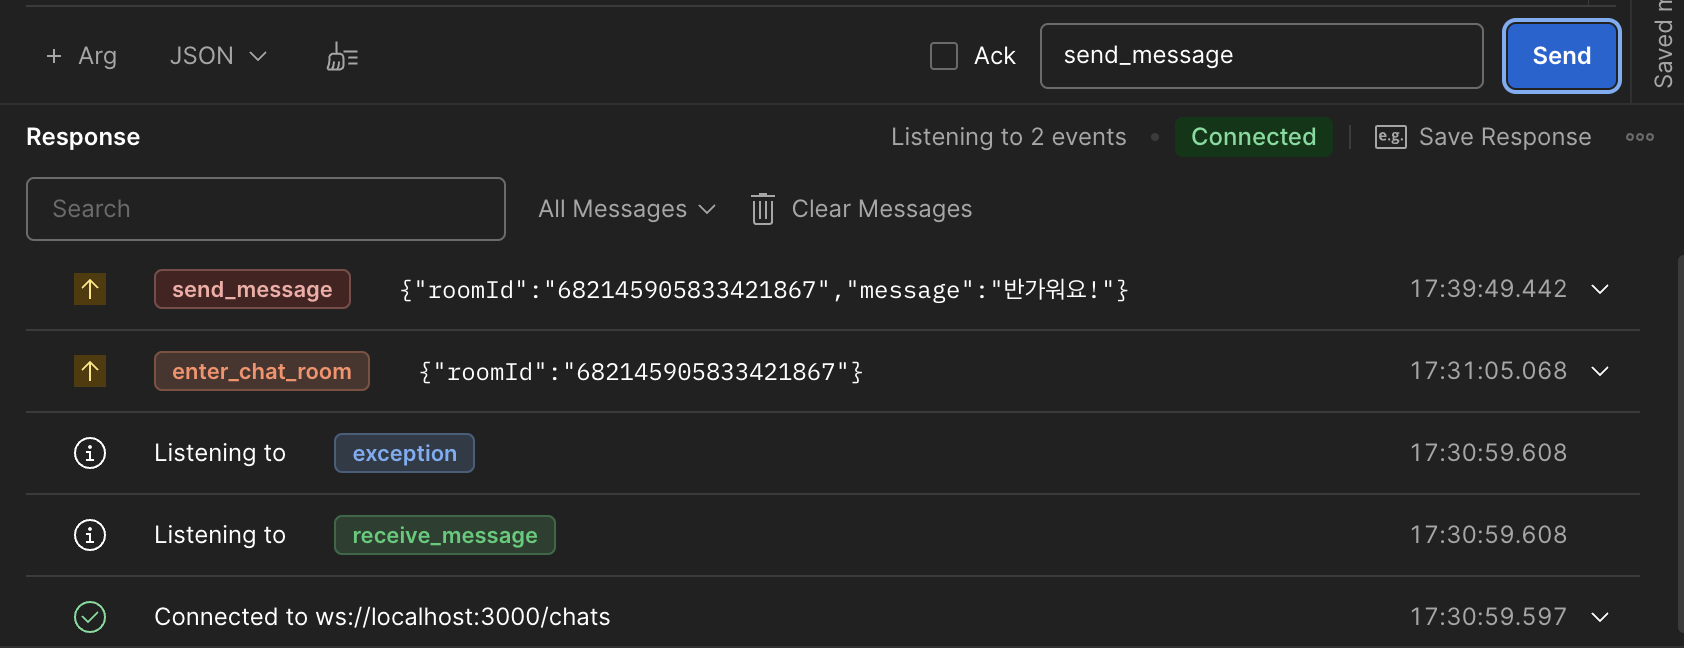 + Arg JSON Ack send_message Send
Saved m
Response Listening to 2 events • Connected e.g. Save Response
Search All Messages Clear Messages
send_message {"roomId":"682145905833421867","message":"반가워요!"} 17:39:49.442
enter_chat_room {"roomId":"682145905833421867"} 17:31:05.068
Listening to exception 17:30:59.608
Listening to receive_message 17:30:59.608
Connected to ws://localhost:3000/chats 17:30:59.597